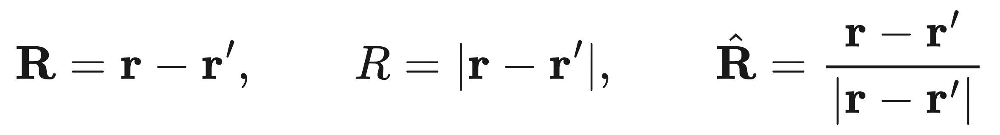 𝐑 = 𝐫 − 𝐫′, R = |𝐫 − 𝐫′|, 𝐑̂ = (𝐫 − 𝐫′)/|𝐫 − 𝐫′|